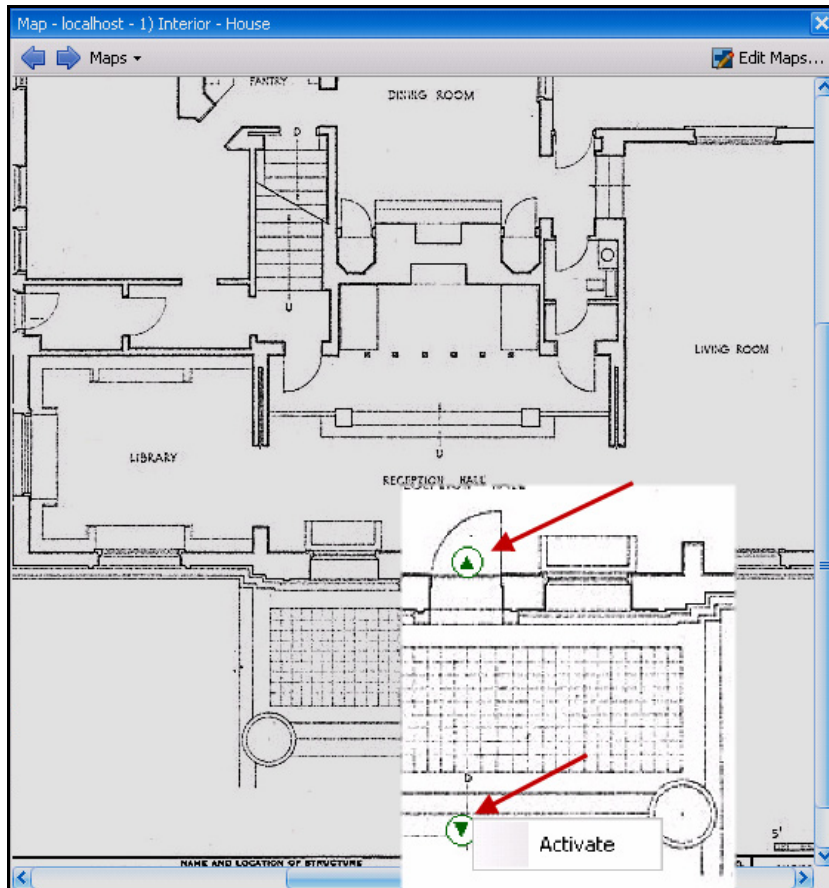 Map - localhost - 1) Interior - House
Maps
Edit Maps...
PANTRY
DINING ROOM
D
U
LIVING ROOM
LIBRARY
U
RECEPTION HALL
D
Activate
5'
NAME AND LOCATION OF STRUCTURE